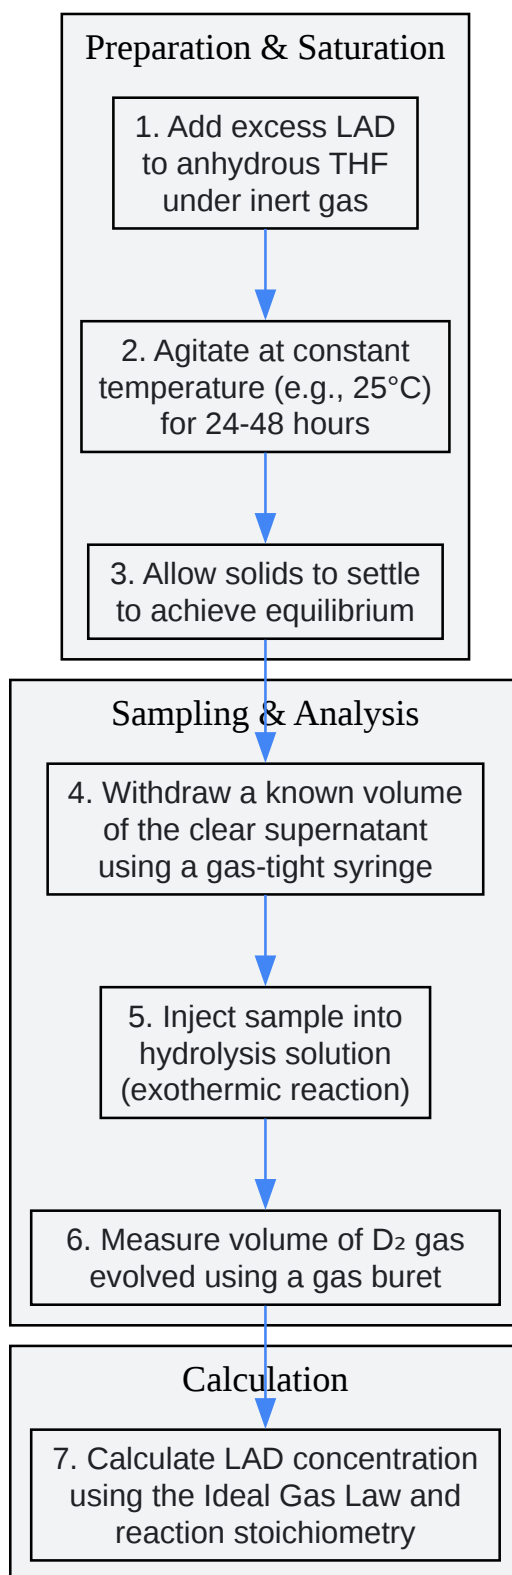 Preparation & Saturation
1. Add excess LAD
to anhydrous THF
under inert gas
2. Agitate at constant
temperature (e.g., 25°C)
for 24-48 hours
3. Allow solids to settle
to achieve equilibrium
Sampling & Analysis
4. Withdraw a known volume
of the clear supernatant
using a gas-tight syringe
5. Inject sample into
hydrolysis solution
(exothermic reaction)
6. Measure volume of D₂ gas
evolved using a gas buret
Calculation
7. Calculate LAD concentration
using the Ideal Gas Law and
reaction stoichiometry